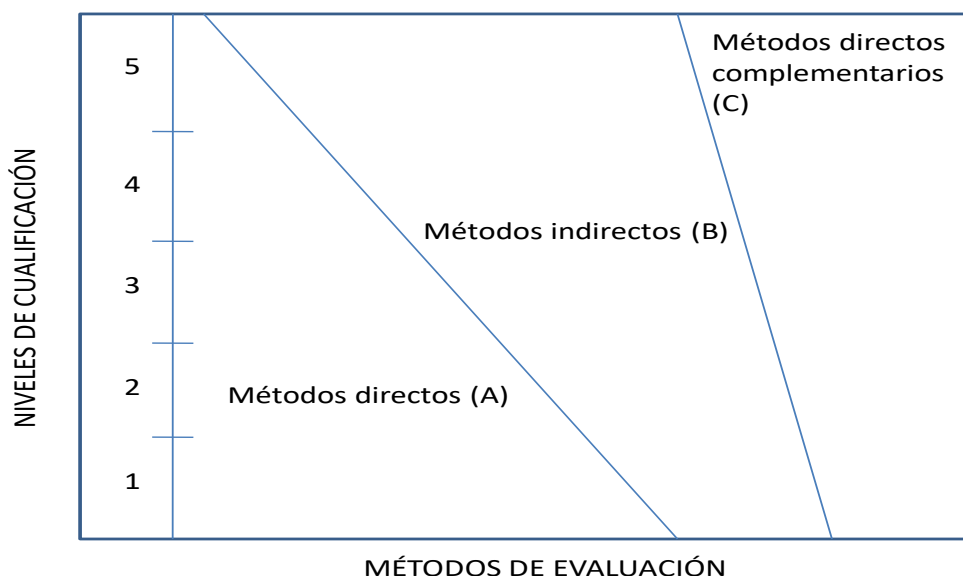 NIVELES DE CUALIFICACIÓN
5
4
3
2
1
Métodos directos
complementarios
(C)
Métodos indirectos (B)
Métodos directos (A)
MÉTODOS DE EVALUACIÓN